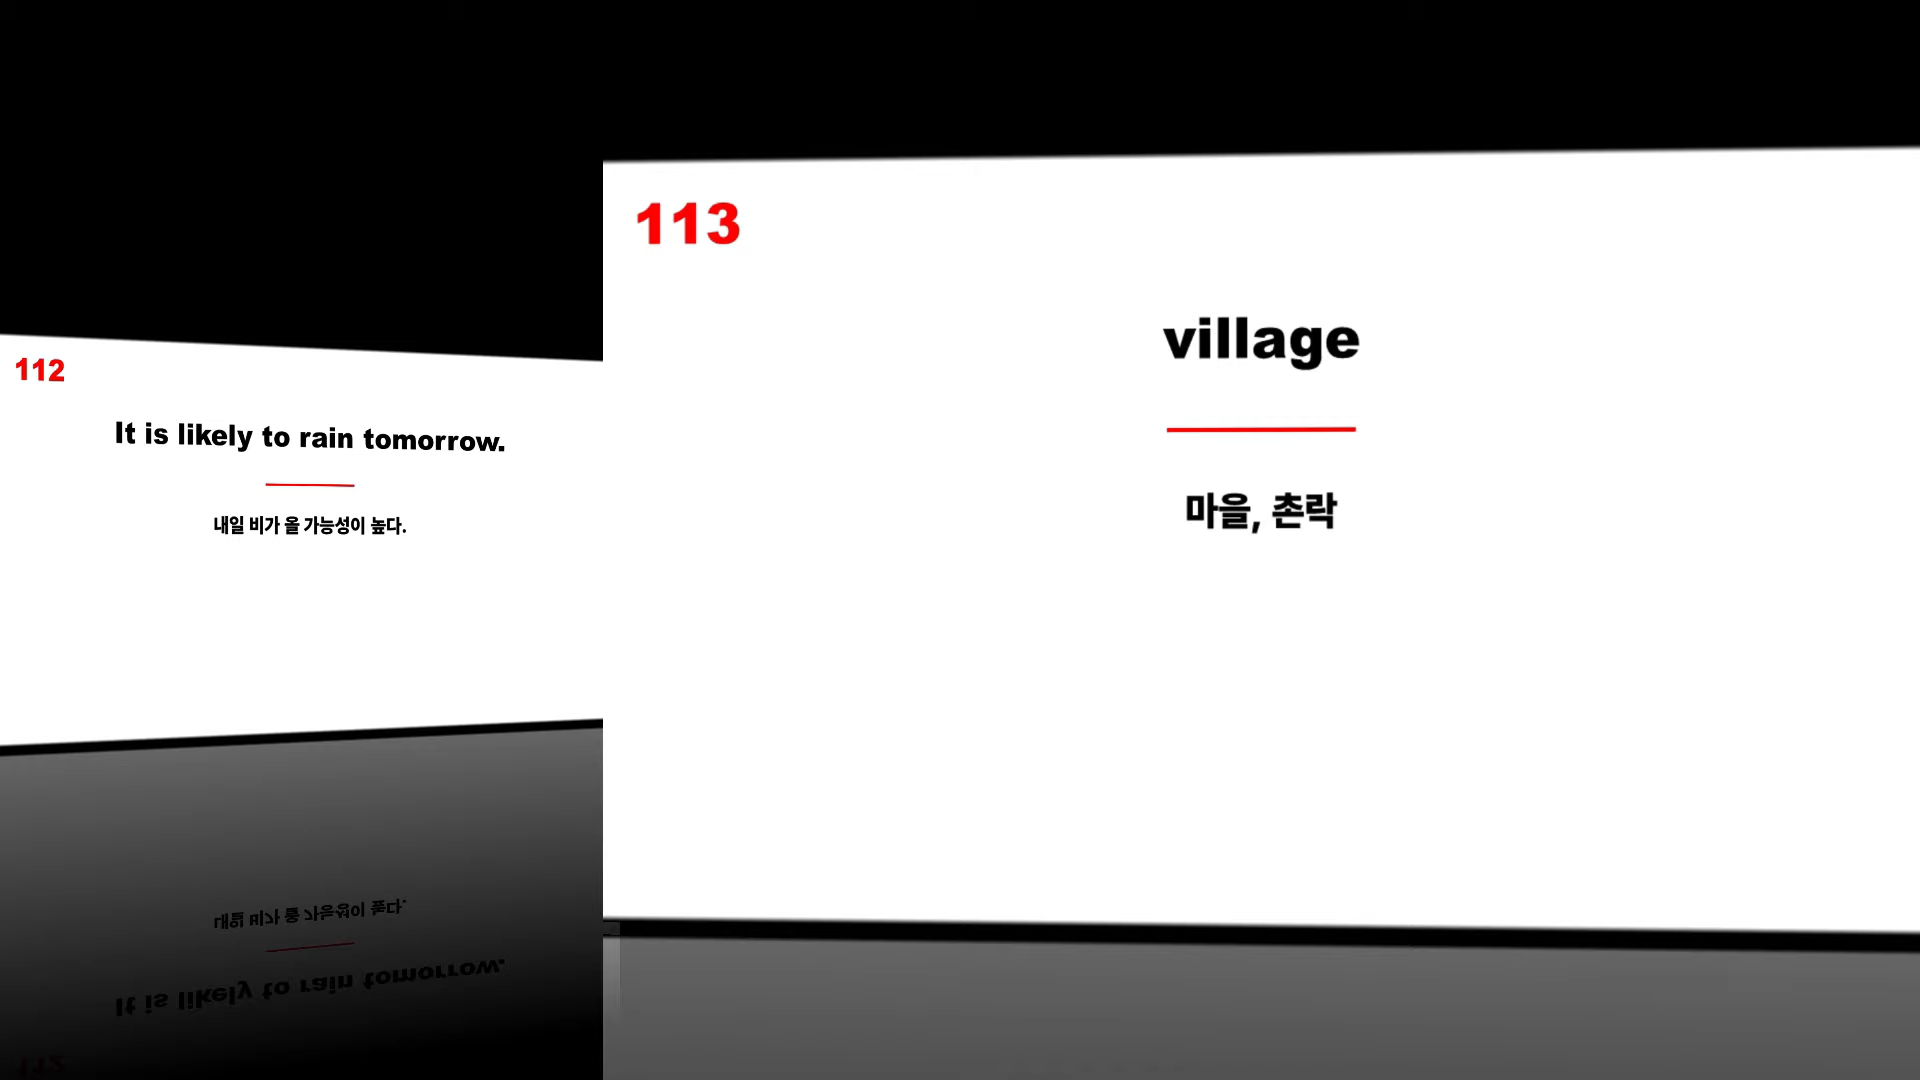 112
It is likely to rain tomorrow.
내일 비가 올 가능성이 높다.
113
village
마을, 촌락